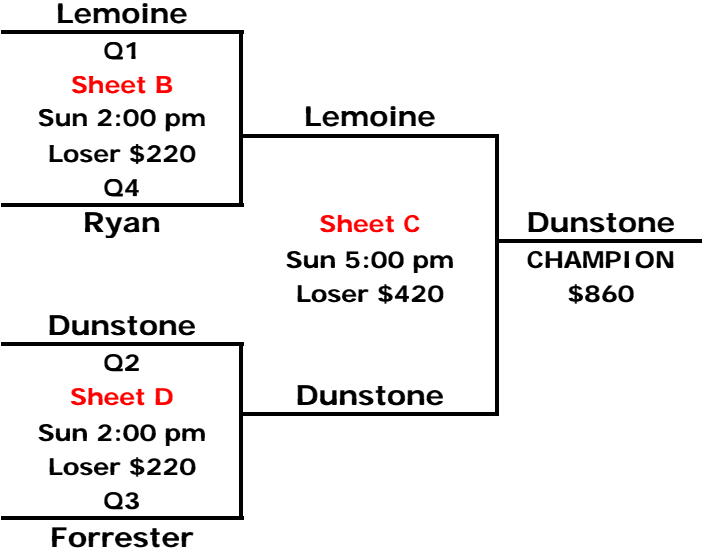 Lemoine
Q1
Sheet B
Sun 2:00 pm
Loser $220
Q4
Ryan
Lemoine
Sheet C
Sun 5:00 pm
Loser $420
Dunstone
CHAMPION
$860
Dunstone
Q2
Sheet D
Sun 2:00 pm
Loser $220
Q3
Forrester
Dunstone